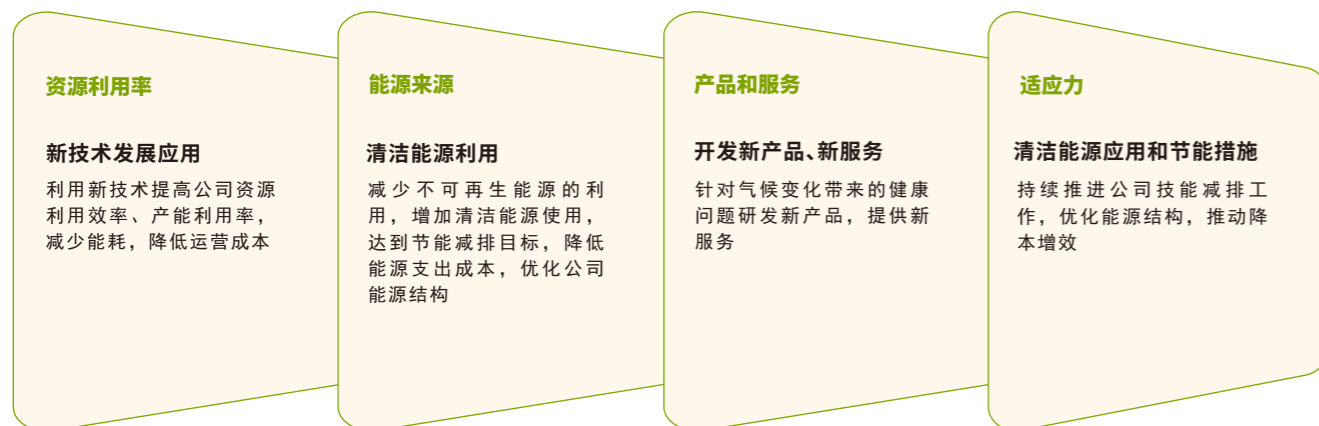 资源利用率
新技术发展应用
利用新技术提高公司资源
利用效率、产能利用率，
减少能耗，降低运营成本
能源来源
清洁能源利用
减少不可再生能源的利
用，增加清洁能源使用，
达到节能减排目标，降低
能源支出成本，优化公司
能源结构
产品和服务
开发新产品、新服务
针对气候变化带来的健康
问题研发新产品，提供新
服务
适应力
清洁能源应用和节能措施
持续推进公司技能减排工
作，优化能源结构，推动降
本增效